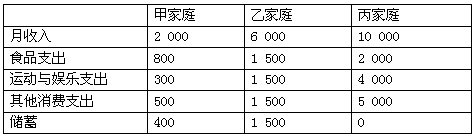 甲家庭 乙家庭 丙家庭
月收入 2 000 6 000 10 000
食品支出 800 1 500 2 000
运动与娱乐支出 300 1 500 4 000
其他消费支出 500 1 500 5 000
储蓄 400 1 500 0